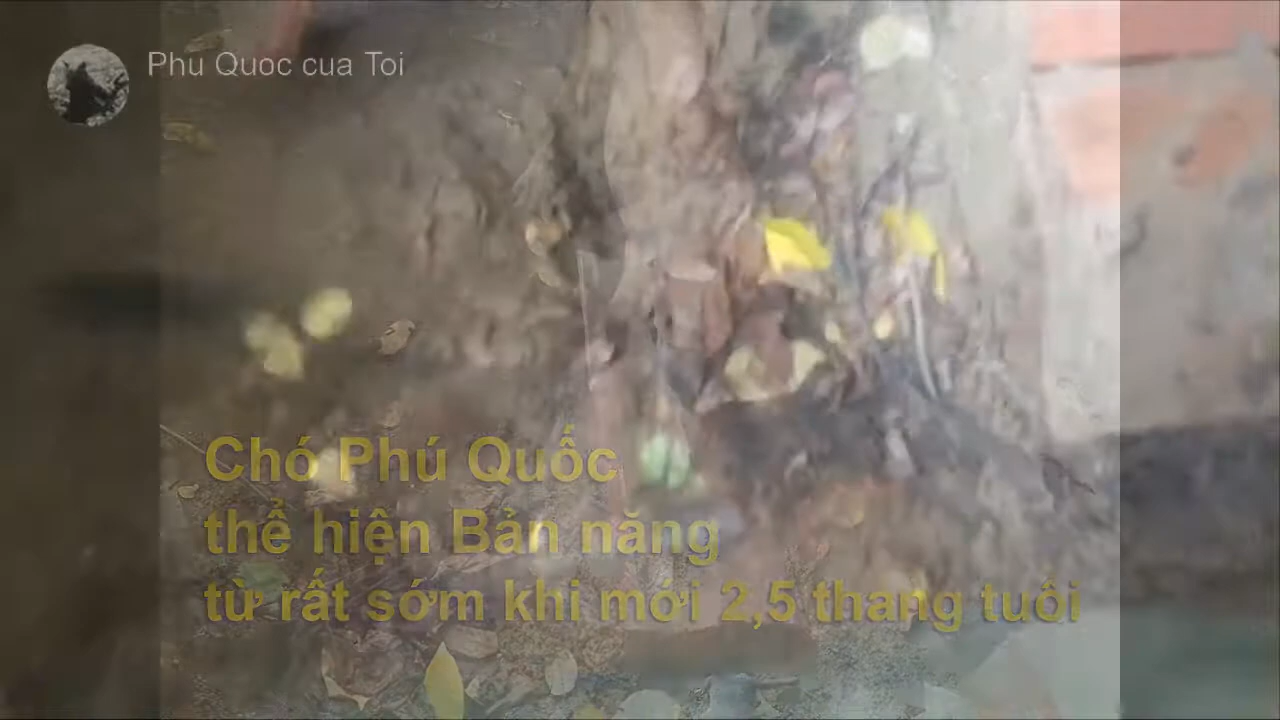 Phu Quoc cua Toi
Chó Phú Quốc
thể hiện Bản năng
từ rất sớm khi mới 2,5 thang tuổi